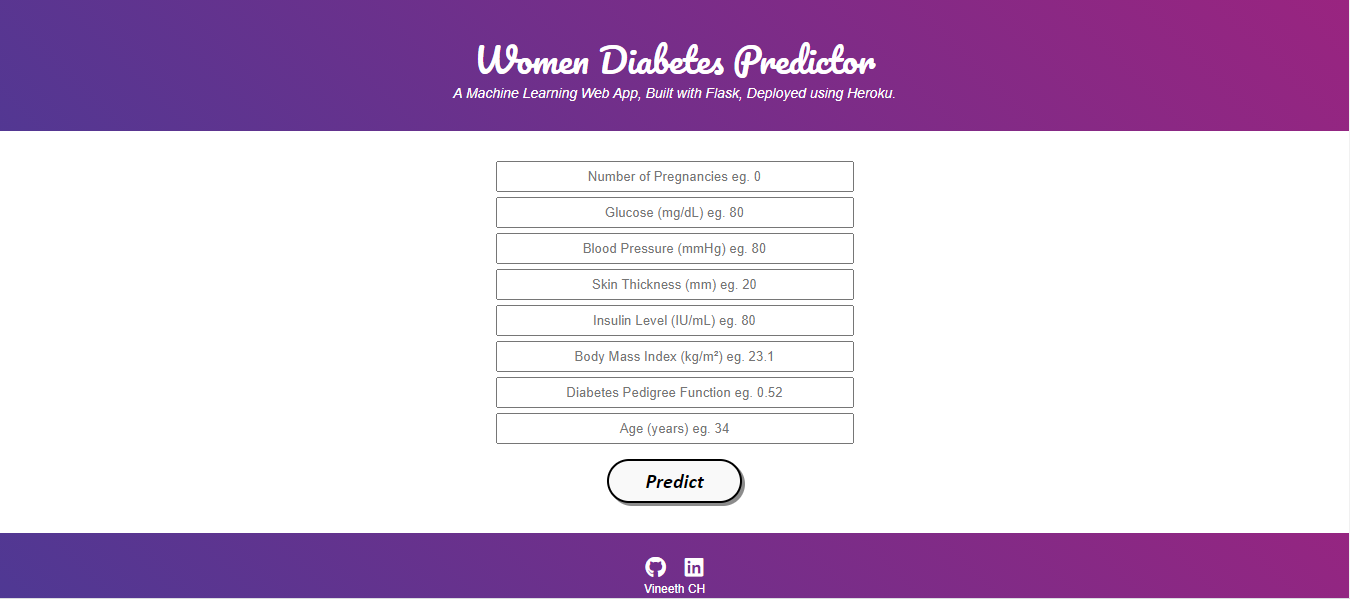 Women Diabetes Predictor
A Machine Learning Web App, Built with Flask, Deployed using Heroku.
Number of Pregnancies eg. 0
Glucose (mg/dL) eg. 80
Blood Pressure (mmHg) eg. 80
Skin Thickness (mm) eg. 20
Insulin Level (IU/mL) eg. 80
Body Mass Index (kg/m²) eg. 23.1
Diabetes Pedigree Function eg. 0.52
Age (years) eg. 34
Predict
in
Vineeth CH